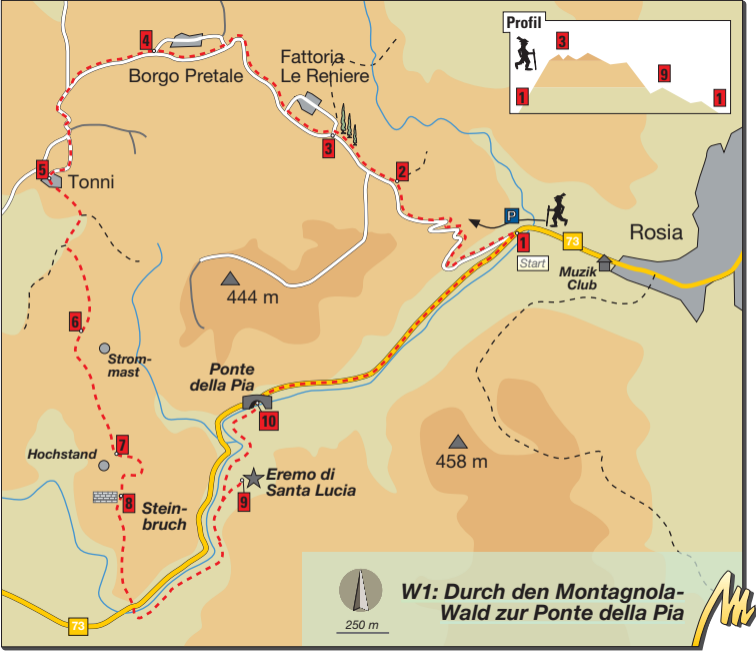 Profil
3
9
1
1
4
Borgo Pretale
Fattoria
Le Reniere
3
2
5
Tonni
P
1
Start
73
Rosia
Muzik
Club
444 m
6
Strom-
mast
Ponte
della Pia
10
7
Hochstand
458 m
8
Stein-
bruch
9
Eremo di
Santa Lucia
73
250 m
W1: Durch den Montagnola-
Wald zur Ponte della Pia